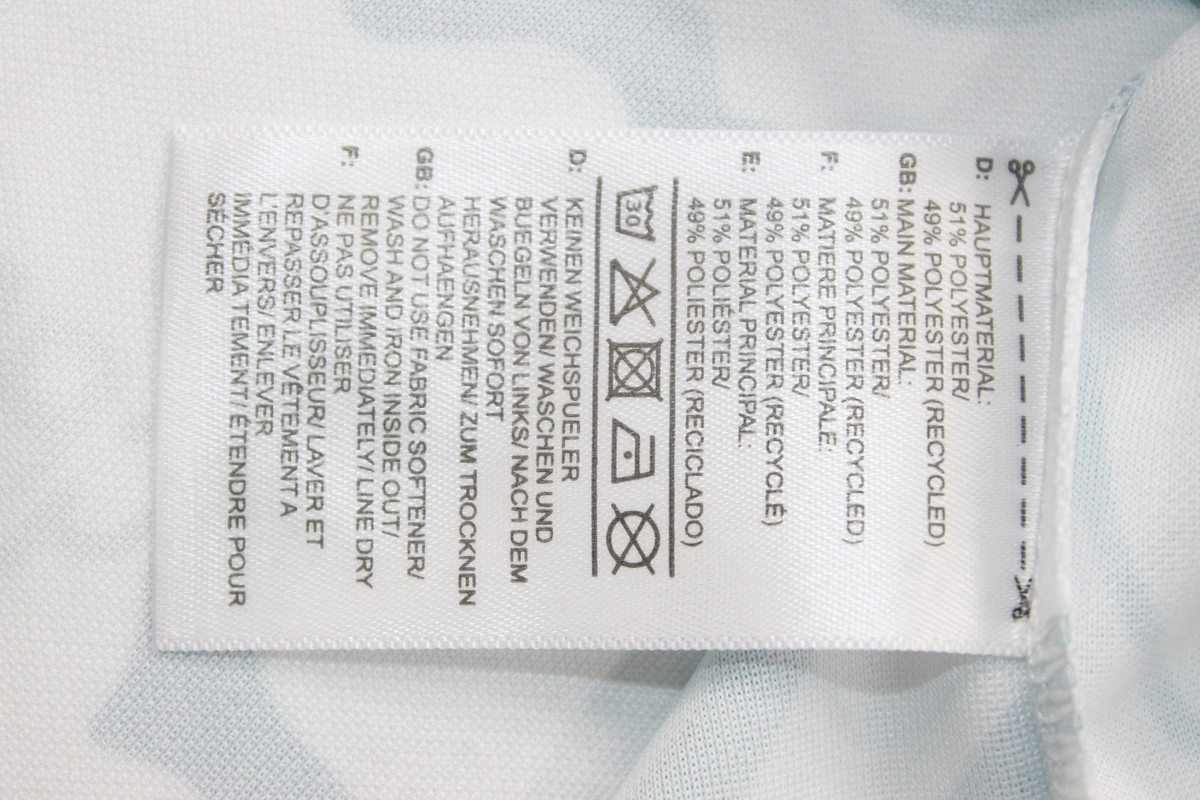 D: HAUPTMATERIAL:
51% POLYESTER/
49% POLYESTER (RECYCLED)
GB: MAIN MATERIAL:
51% POLYESTER/
49% POLYESTER (RECYCLED)
F: MATIERE PRINCIPALE:
51% POLYESTER/
49% POLYESTER (RECYCLÉ)
E: MATERIAL PRINCIPAL:
51% POLIÉSTER/
49% POLIESTER (RECICLADO)
30
D: KEINEN WEICHSPUELER
VERWENDEN/ WASCHEN UND
BUEGELN VON LINKS/ NACH DEM
WASCHEN SOFORT
HERAUSNEHMEN/ ZUM TROCKNEN
AUFHAENGEN
GB: DO NOT USE FABRIC SOFTENER/
WASH AND IRON INSIDE OUT/
REMOVE IMMEDIATELY/ LINE DRY
F: NE PAS UTILISER
D'ASSOUPLISSEUR/ LAVER ET
REPASSER LE VÊTEMENT A
L'ENVERS/ ENLEVER
IMMÉDIATEMENT/ ÉTENDRE POUR
SÉCHER